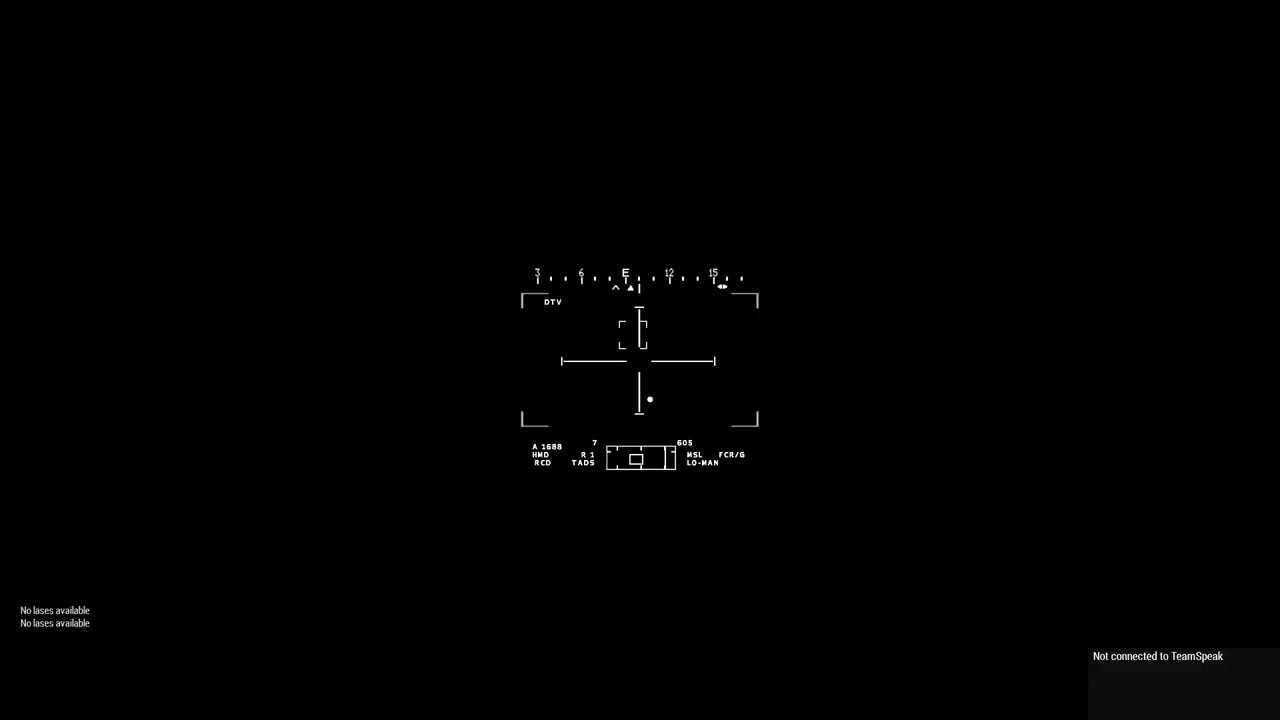 3 6 E 12 15
DTV
7 605
A 1688
HMD R 1 MSL FCR/G
RCD TADS LO-MAN
No lases available
No lases available
Not connected to TeamSpeak